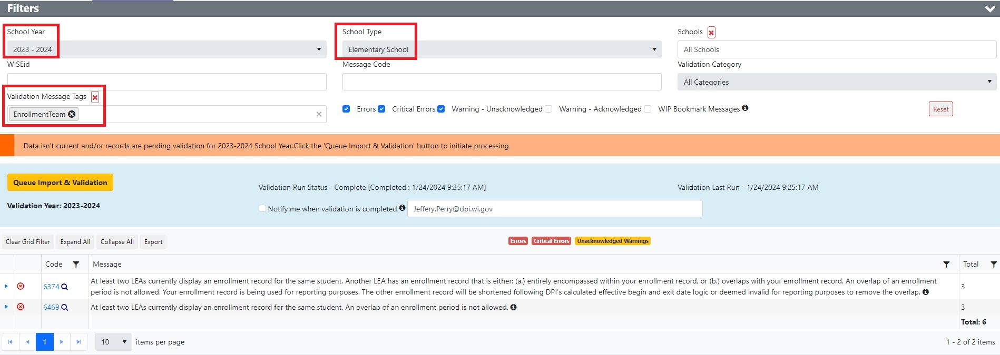 Filters
School Year
School Type
Schools
2023 - 2024
Elementary School
All Schools
WISEid
Message Code
Validation Category
All Categories
Validation Message Tags
EnrollmentTeam
Errors
Critical Errors
Warning - Unacknowledged
Warning - Acknowledged
WIP Bookmark Messages
Reset
Data isn't current and/or records are pending validation for 2023-2024 School Year.Click the 'Queue Import & Validation' button to initiate processing
Queue Import & Validation
Validation Run Status - Complete [Completed : 1/24/2024 9:25:17 AM]
Validation Last Run - 1/24/2024 9:25:17 AM
Validation Year: 2023-2024
Notify me when validation is completed
Jeffery.Perry@dpi.wi.gov
Clear Grid Filter
Expand All
Collapse All
Export
Errors
Critical Errors
Unacknowledged Warnings
Code
Message
Total
6374
At least two LEAs currently display an enrollment record for the same student. Another LEA has an enrollment record that is either: (a.) entirely encompassed within your enrollment record, or (b.) overlaps with your enrollment record. An overlap of an enrollment
period is not allowed. Your enrollment record is being used for reporting purposes. The other enrollment record will be shortened following DPI's calculated effective begin and exit date logic or deemed invalid for reporting purposes to remove the overlap.
3
6469
At least two LEAs currently display an enrollment record for the same student. An overlap of an enrollment period is not allowed.
3
Total: 6
1
10
items per page
1 - 2 of 2 items